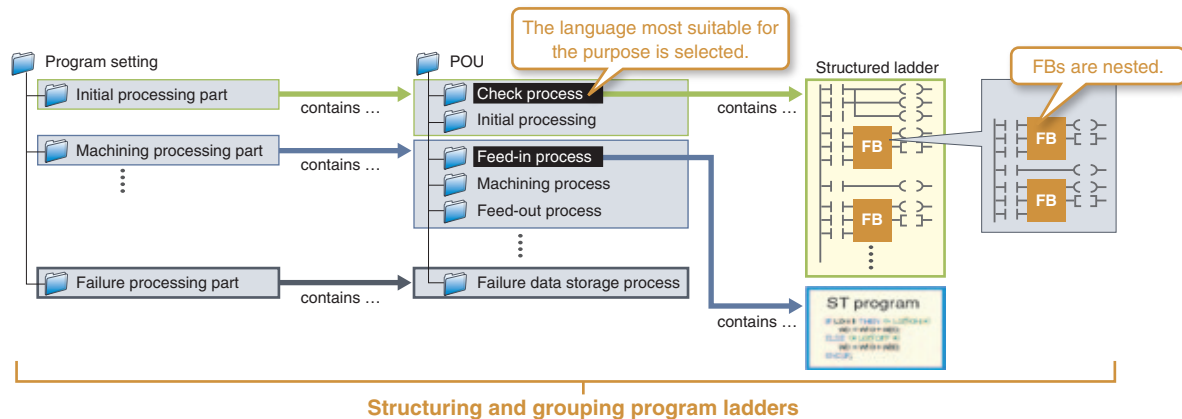 The language most suitable for
the purpose is selected.
Program setting
POU
Structured ladder
FBs are nested.
Initial processing part
contains ...
Check process
contains ...
Initial processing
FB
FB
Machining processing part
contains ...
Feed-in process
Machining process
FB
Feed-out process
FB
Failure processing part
contains ...
Failure data storage process
contains ...
ST program
Structuring and grouping program ladders